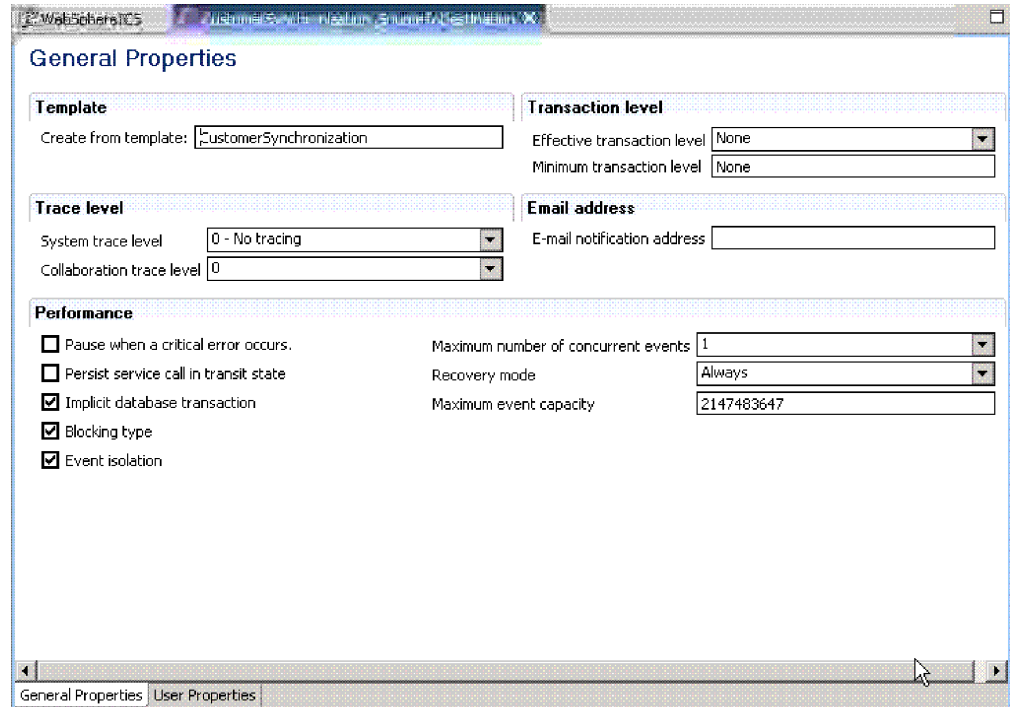 WebSphereICS
General Properties
Template
Create from template: CustomerSynchronization
Transaction level
Effective transaction level None
Minimum transaction level None
Trace level
System trace level 0 - No tracing
Collaboration trace level 0
Email address
E-mail notification address
Performance
Pause when a critical error occurs.
Persist service call in transit state
Implicit database transaction
Blocking type
Event isolation
Maximum number of concurrent events 1
Recovery mode Always
Maximum event capacity 2147483647
General Properties User Properties